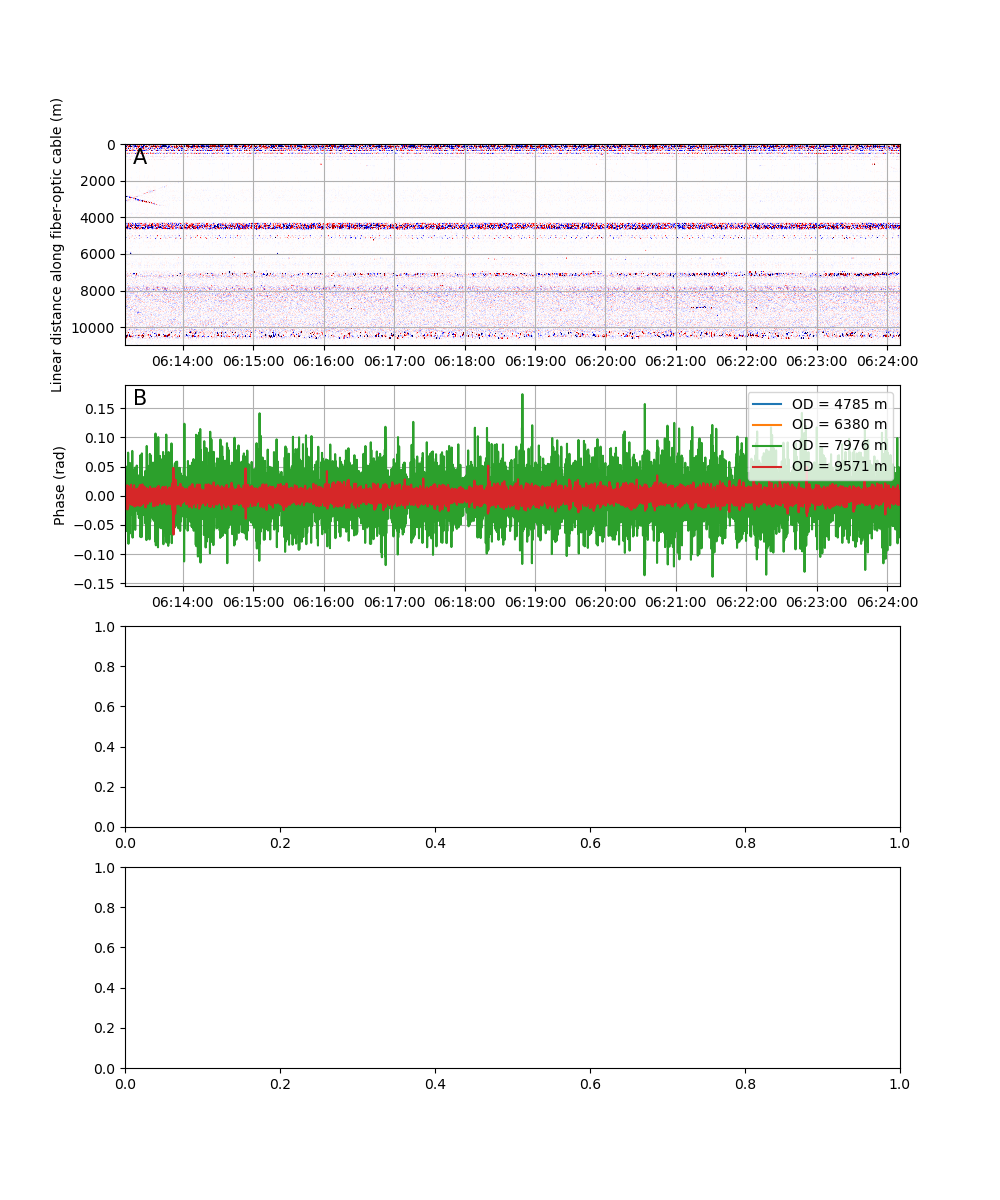 Linear distance along fiber-optic cable (m)
A
0
2000
4000
6000
8000
10000
06:14:00 06:15:00 06:16:00 06:17:00 06:18:00 06:19:00 06:20:00 06:21:00 06:22:00 06:23:00 06:24:00
Phase (rad)
B
0.15
0.10
0.05
0.00
−0.05
−0.10
−0.15
OD = 4785 m
OD = 6380 m
OD = 7976 m
OD = 9571 m
06:14:00 06:15:00 06:16:00 06:17:00 06:18:00 06:19:00 06:20:00 06:21:00 06:22:00 06:23:00 06:24:00
1.0
0.8
0.6
0.4
0.2
0.0
0.0 0.2 0.4 0.6 0.8 1.0
1.0
0.8
0.6
0.4
0.2
0.0
0.0 0.2 0.4 0.6 0.8 1.0